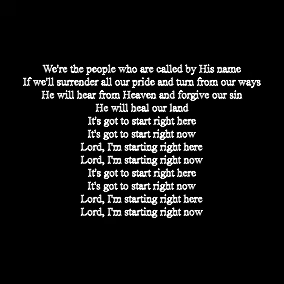 We're the people who are called by His name
If we'll surrender all our pride and turn from our ways
He will hear from Heaven and forgive our sin
He will heal our land
It's got to start right here
It's got to start right now
Lord, I'm starting right here
Lord, I'm starting right now
It's got to start right here
It's got to start right now
Lord, I'm starting right here
Lord, I'm starting right now